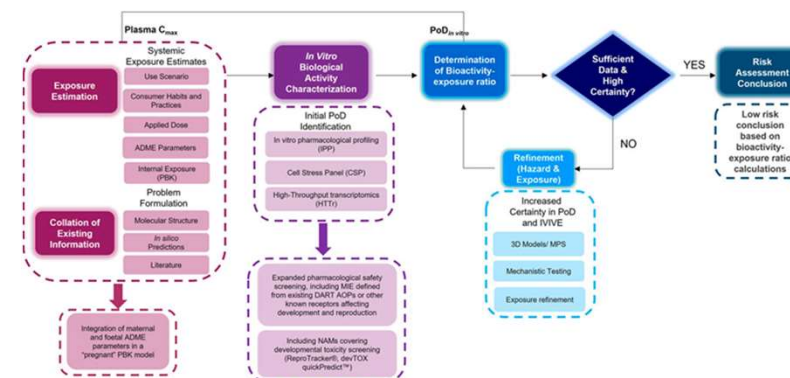 Plasma Cmax
PoDIn vitro
Systemic
Exposure Estimates
Exposure
Estimation
Use Scenario
Consumer Habits and
Practices
Applied Dose
ADME Parameters
Internal Exposure
(PBK)
Problem
Formulation
Collation of
Existing
Information
Molecular Structure
In silico
Predictions
Literature
Integration of maternal
and foetal ADME
parameters in a
"pregnant" PBK model
In Vitro
Biological
Activity
Characterization
Initial PoD
Identification
In vitro pharmacological profiling
(IPP)
Cell Stress Panel (CSP)
High-Throughput transcriptomics
(HTTr)
Expanded pharmacological safety
screening, including MIE defined
from existing DART AOPs or other
known receptors affecting
development and reproduction
Including NAMs covering
developmental toxicity screening
(ReproTracker®, devTOX
quickPredict™)
Determination
of Bioactivity-
exposure ratio
Sufficient
Data &
High
Certainty?
YES
NO
Refinement
(Hazard &
Exposure)
Increased
Certainty in PoD
and IVIVE
3D Models/ MPS
Mechanistic Testing
Exposure refinement
Risk
Assessment
Conclusion
Low risk
conclusion
based on
bioactivity-
exposure ratio
calculations